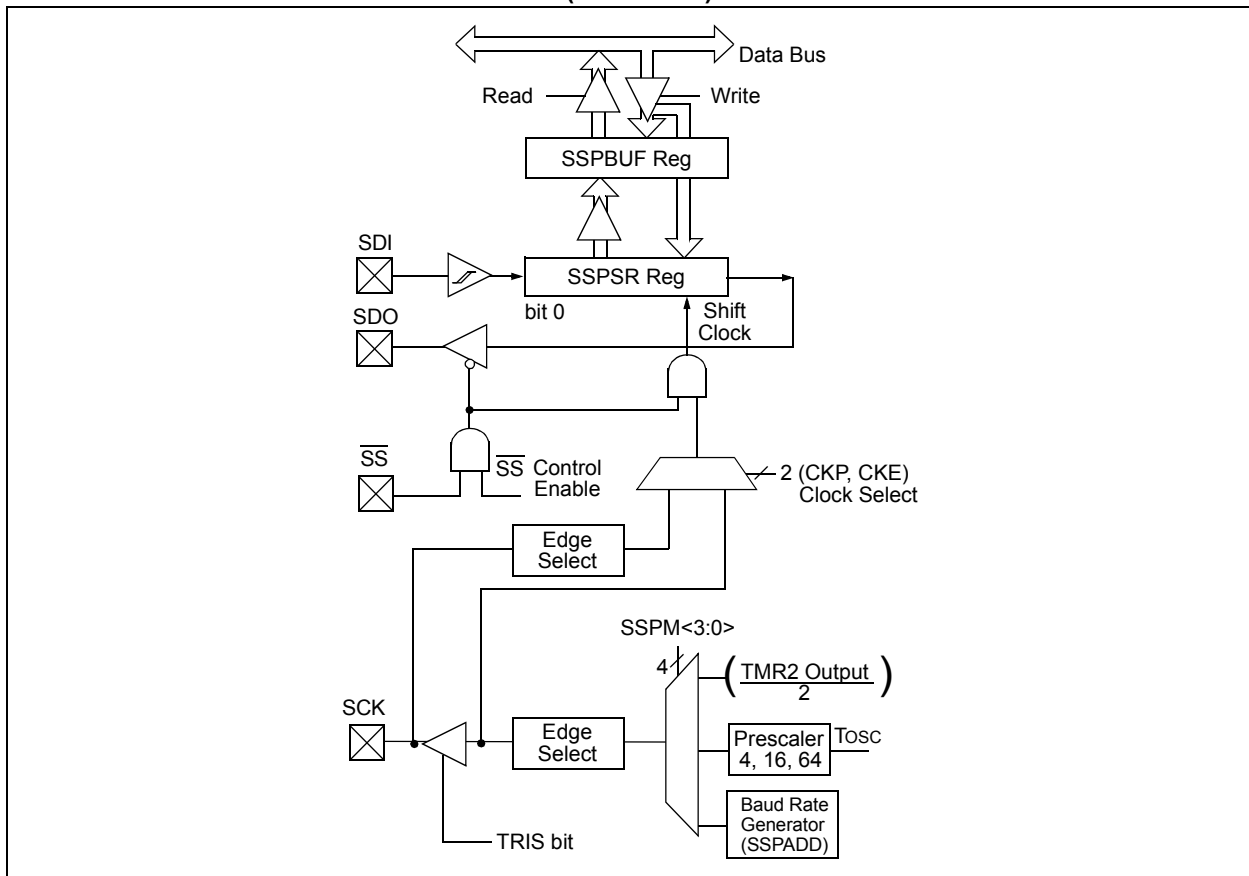 Data Bus
Read
Write
SSPBUF Reg
SDI
SSPSR Reg
bit 0
Shift
Clock
SDO
SS
SS Control
Enable
2 (CKP, CKE)
Clock Select
Edge
Select
SSPM<3:0>
4
(TMR2 Output)
2
SCK
Edge
Select
Prescaler
4, 16, 64
TOSC
Baud Rate
Generator
(SSPADD)
TRIS bit